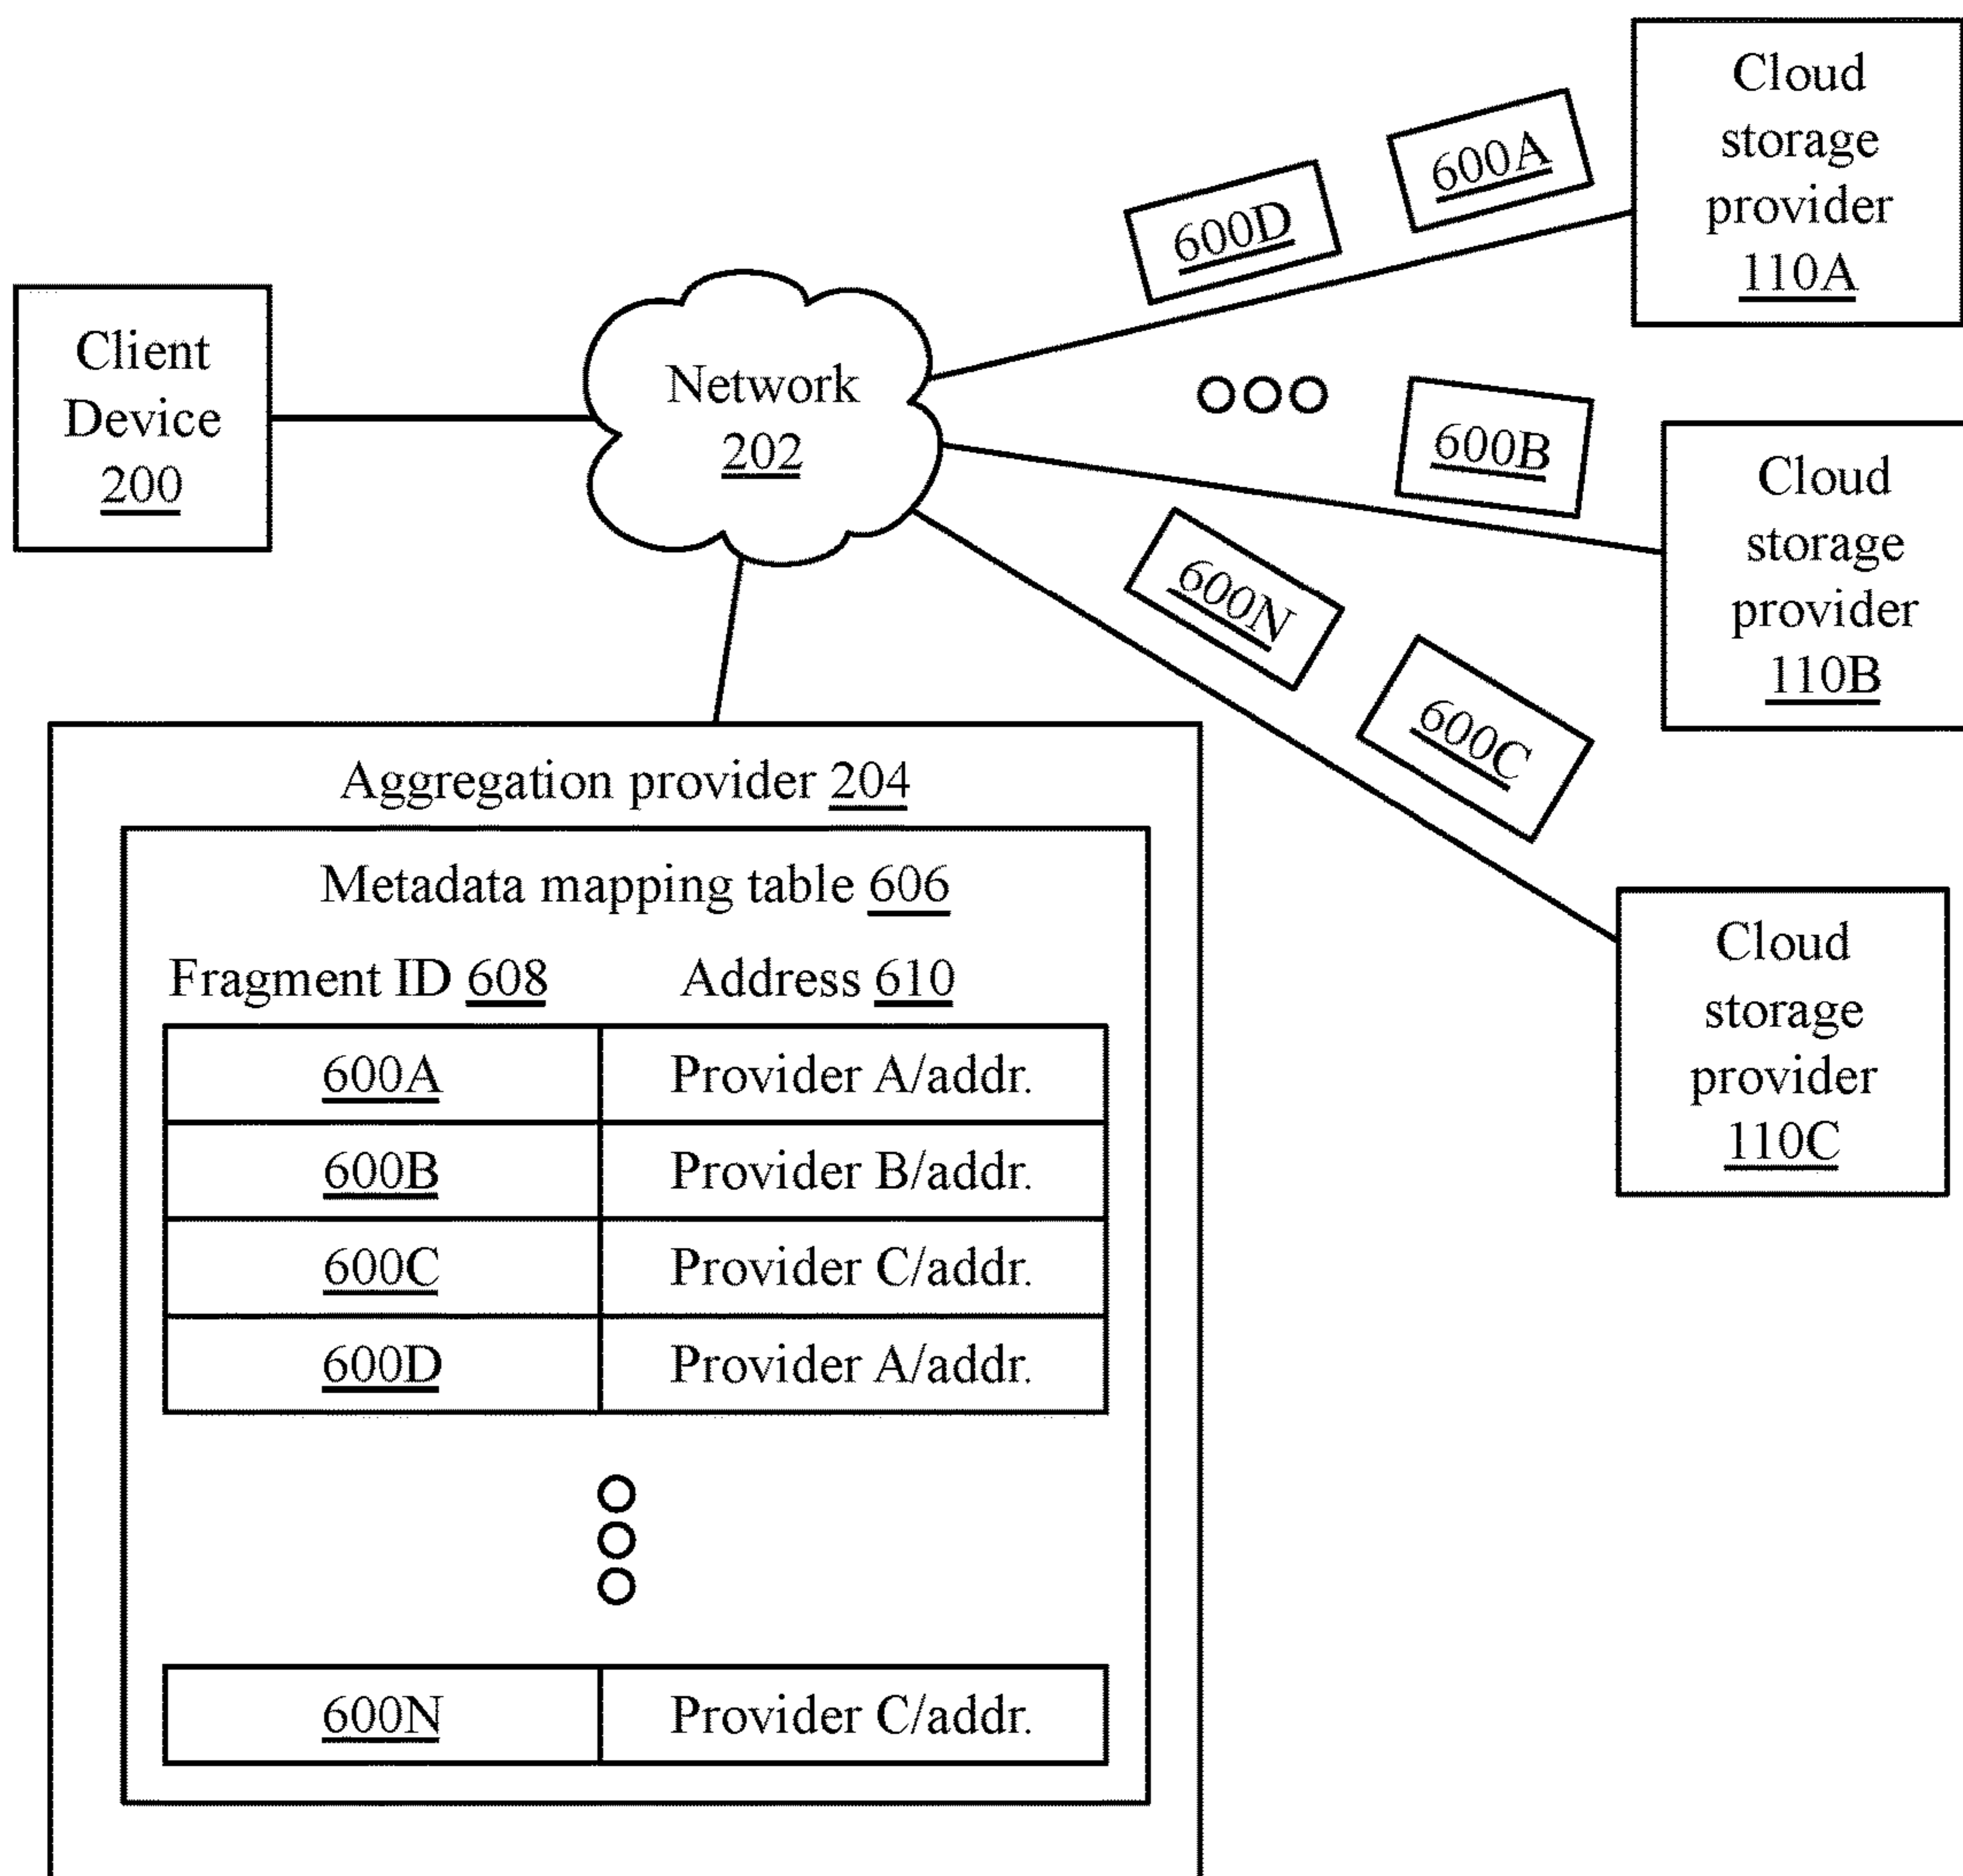 Cloud
storage
provider
110A
600A
600D
Client
Device
200
Network
202
600B
Cloud
storage
provider
110B
600N
600C
Cloud
storage
provider
110C
Aggregation provider 204
Metadata mapping table 606
Fragment ID 608 Address 610
600A Provider A/addr.
600B Provider B/addr.
600C Provider C/addr.
600D Provider A/addr.
600N Provider C/addr.